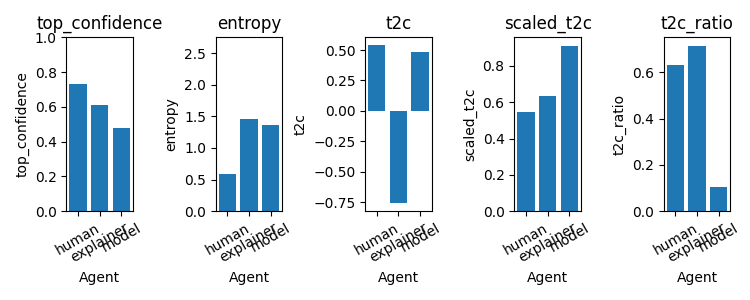 top_confidence
entropy
t2c
scaled_t2c
t2c_ratio
top_confidence
1.0
0.8
0.6
0.4
0.2
0.0
human
explainer
model
Agent
entropy
2.5
2.0
1.5
1.0
0.5
0.0
human
explainer
model
Agent
t2c
0.50
0.25
0.00
−0.25
−0.50
−0.75
human
explainer
model
Agent
scaled_t2c
0.8
0.6
0.4
0.2
0.0
human
explainer
model
Agent
t2c_ratio
0.6
0.4
0.2
0.0
human
explainer
model
Agent